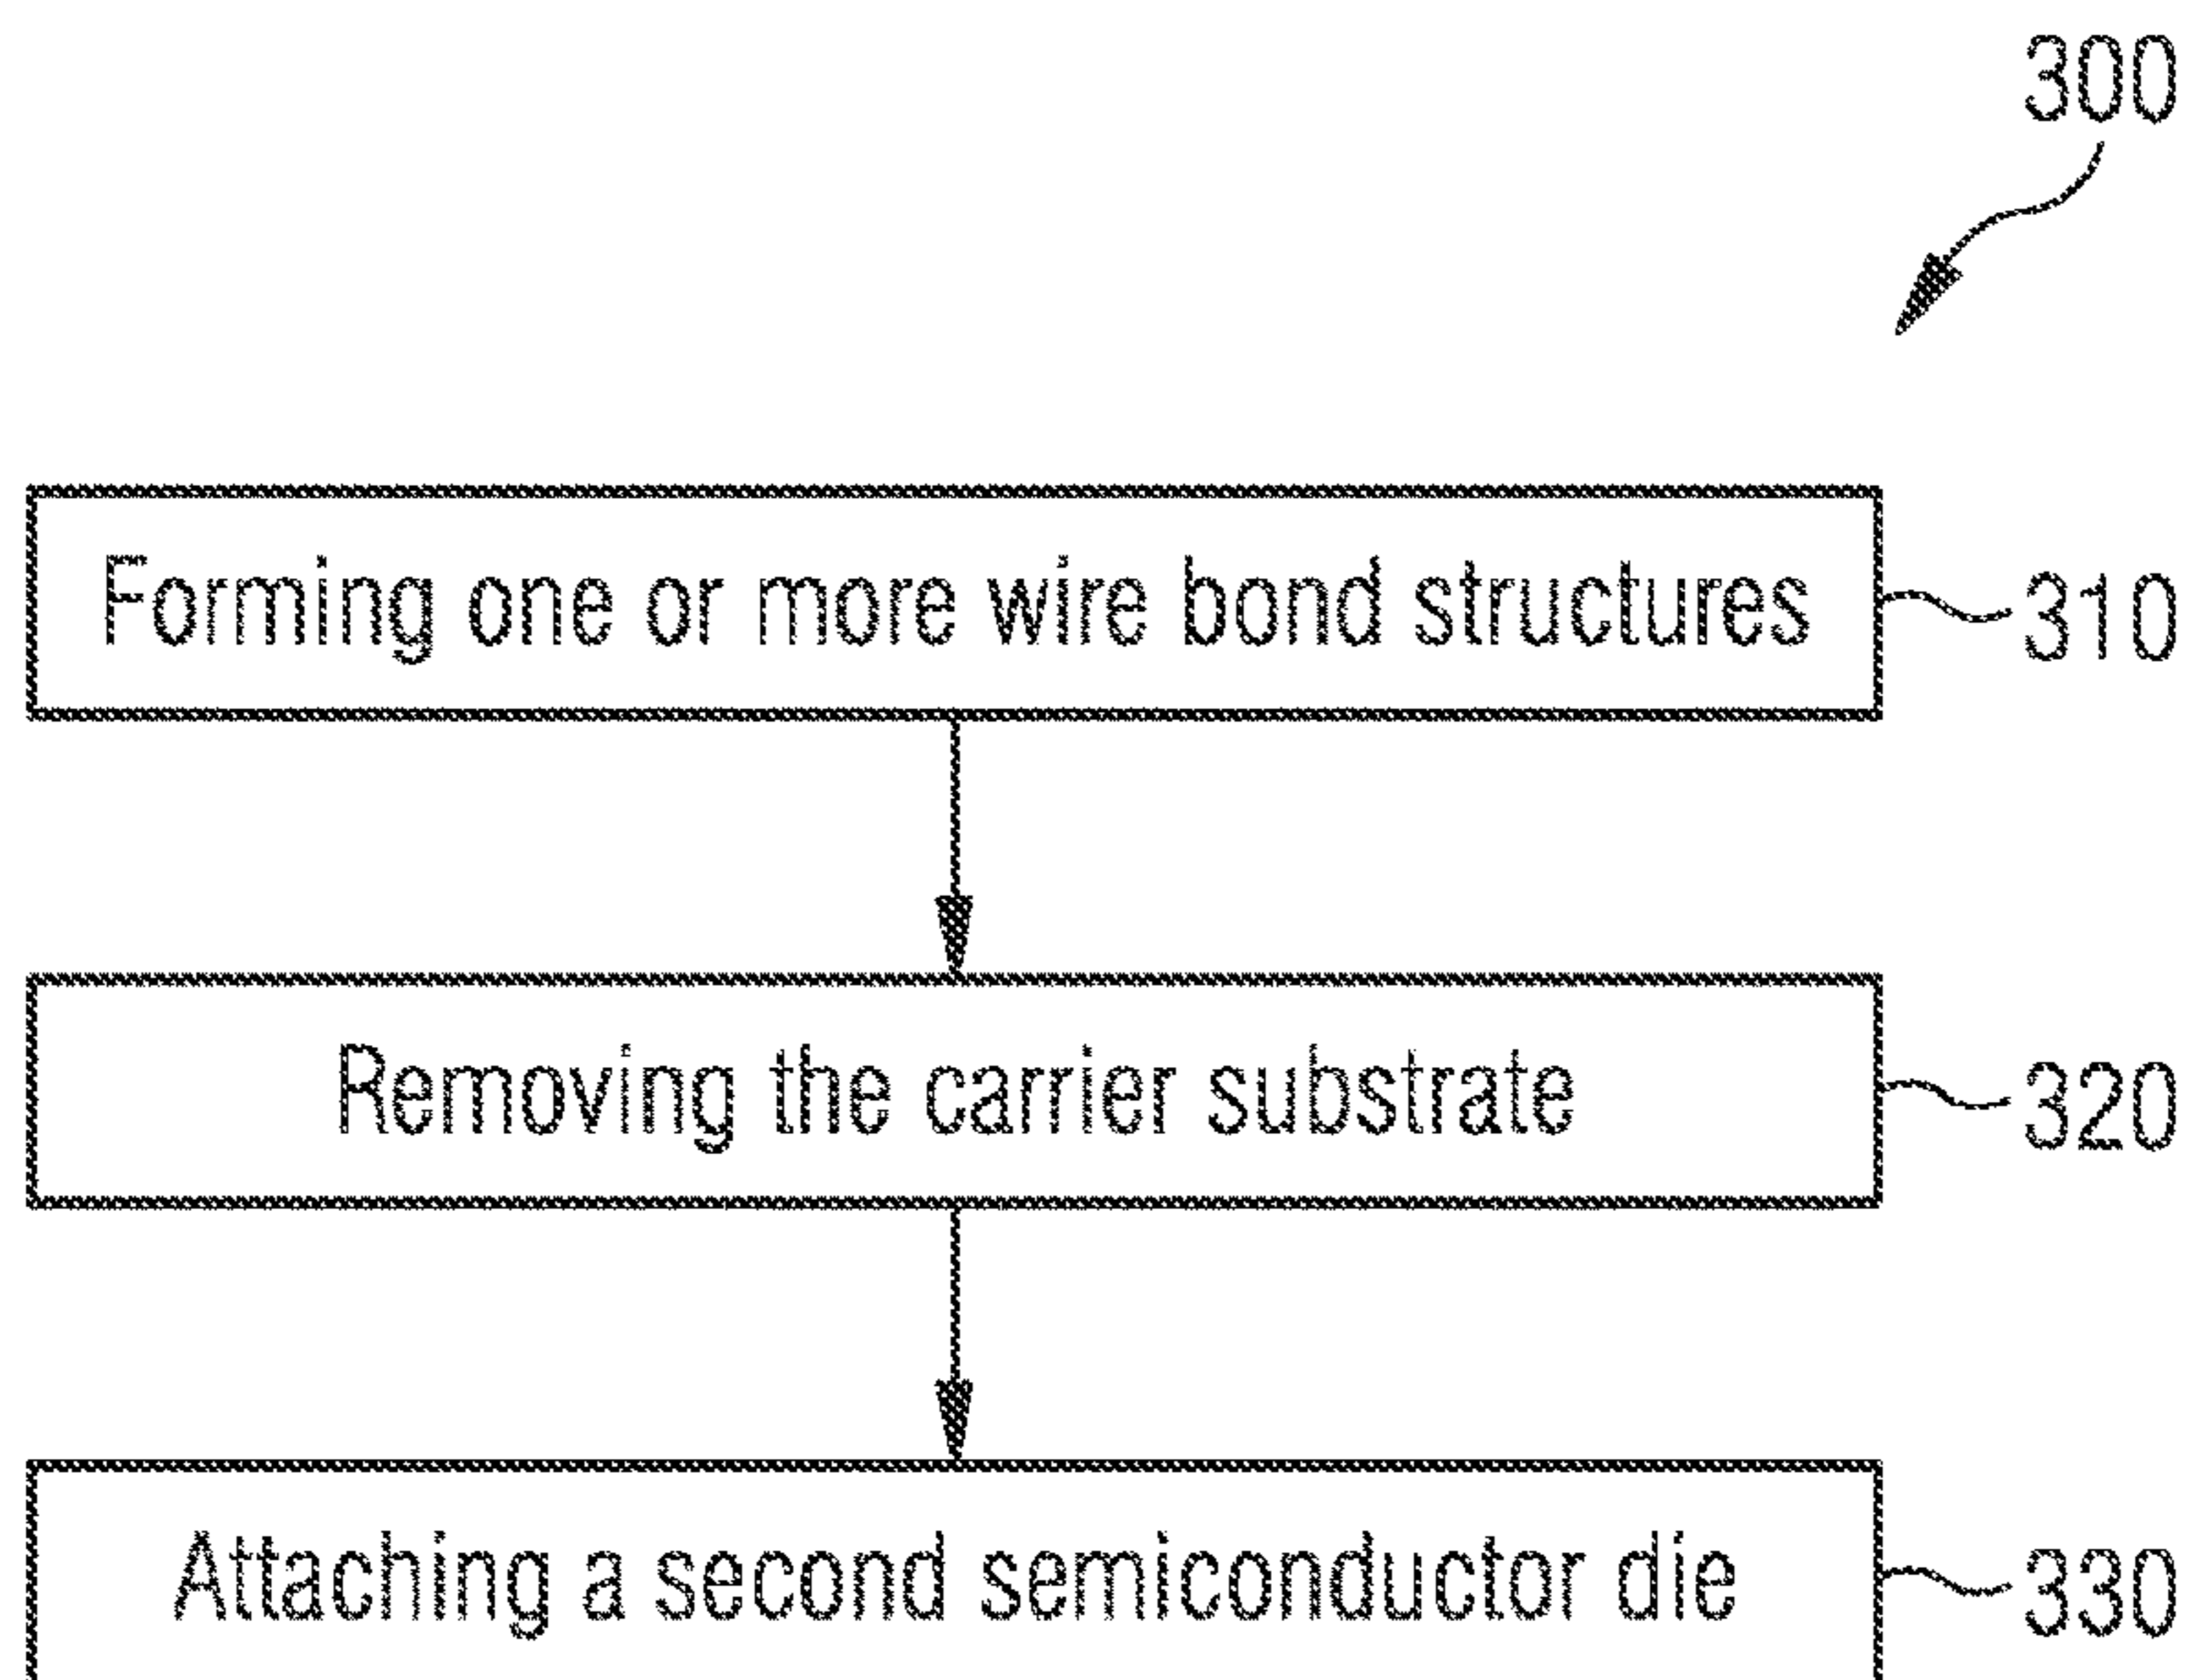 300
Forming one or more wire bond structures
310
Removing the carrier substrate
320
Attaching a second semiconductor die
330